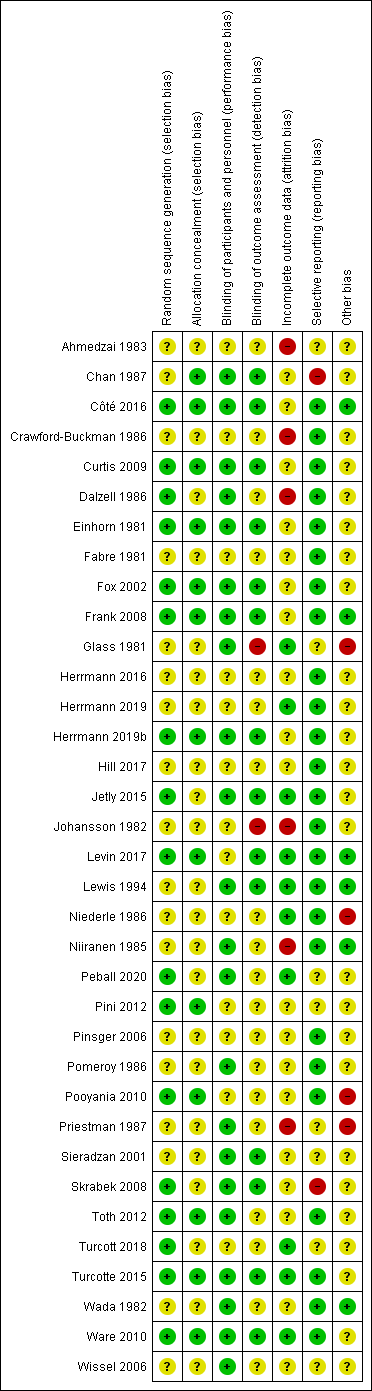 Random sequence generation (selection bias)
Allocation concealment (selection bias)
Blinding of participants and personnel (performance bias)
Blinding of outcome assessment (detection bias)
Incomplete outcome data (attrition bias)
Selective reporting (reporting bias)
Other bias
Ahmedzai 1983 ? ? ? ? - ? ?
Chan 1987 ? + + + ? - ?
Côté 2016 + + + + ? + +
Crawford-Buckman 1986 ? ? ? ? - + ?
Curtis 2009 + + + + ? + ?
Dalzell 1986 + ? + ? - + ?
Einhorn 1981 + + + + ? + ?
Fabre 1981 ? ? ? ? ? + ?
Fox 2002 + + + + ? + ?
Frank 2008 + + + + ? + +
Glass 1981 ? ? + - + ? -
Herrmann 2016 ? ? ? ? ? + ?
Herrmann 2019 ? ? ? ? + + ?
Herrmann 2019b + + + + ? + ?
Hill 2017 ? ? ? ? ? + ?
Jetly 2015 + ? + + + + ?
Johansson 1982 ? ? ? - - + ?
Levin 2017 + + ? + + + +
Lewis 1994 ? ? + + + + +
Niederle 1986 ? ? ? ? + + -
Niiranen 1985 ? ? + ? - + +
Peball 2020 + ? + ? + ? ?
Pini 2012 + + ? ? ? ? ?
Pinsger 2006 ? ? ? ? ? + ?
Pomeroy 1986 ? ? + ? ? + ?
Pooyania 2010 + + ? ? ? + -
Priestman 1987 ? ? + ? - ? -
Sieradzan 2001 ? ? + + ? ? ?
Skrabek 2008 + ? + + ? - ?
Toth 2012 + + + ? ? + ?
Turcott 2018 + ? ? ? + ? ?
Turcotte 2015 + + + + + + ?
Wada 1982 ? ? + ? ? + +
Ware 2010 + + + + + + ?
Wissel 2006 ? ? + ? ? ? ?